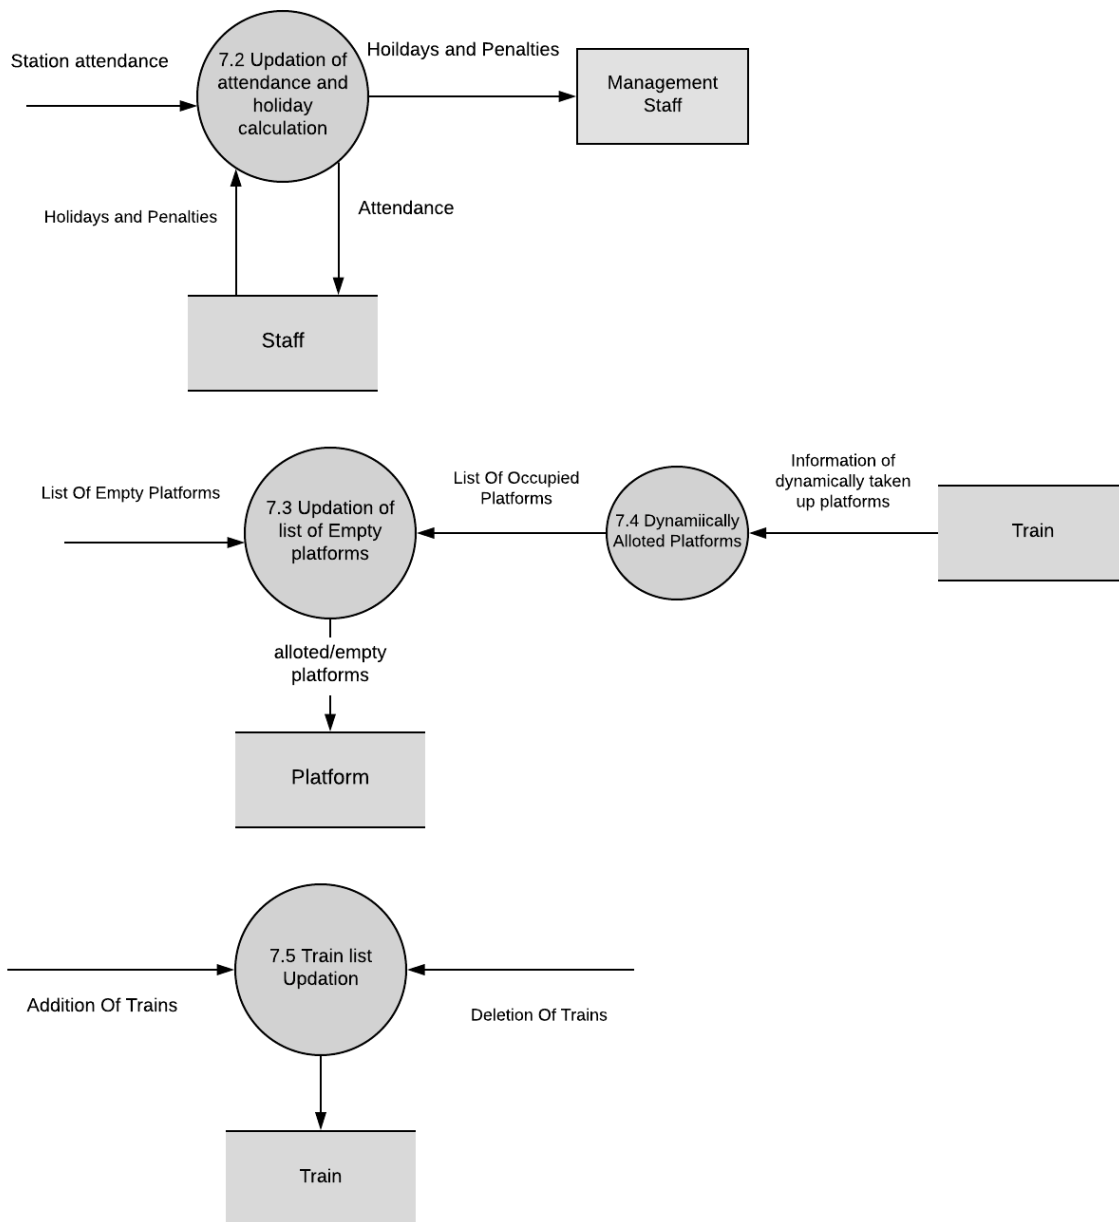 Station attendance
7.2 Updation of
attendance and
holiday
calculation
Hoildays and Penalties
Management
Staff
Holidays and Penalties
Attendance
Staff
List Of Empty Platforms
7.3 Updation of
list of Empty
platforms
List Of Occupied
Platforms
7.4 Dynamiically
Alloted Platforms
Information of
dynamically taken
up platforms
Train
alloted/empty
platforms
Platform
Addition Of Trains
7.5 Train list
Updation
Deletion Of Trains
Train